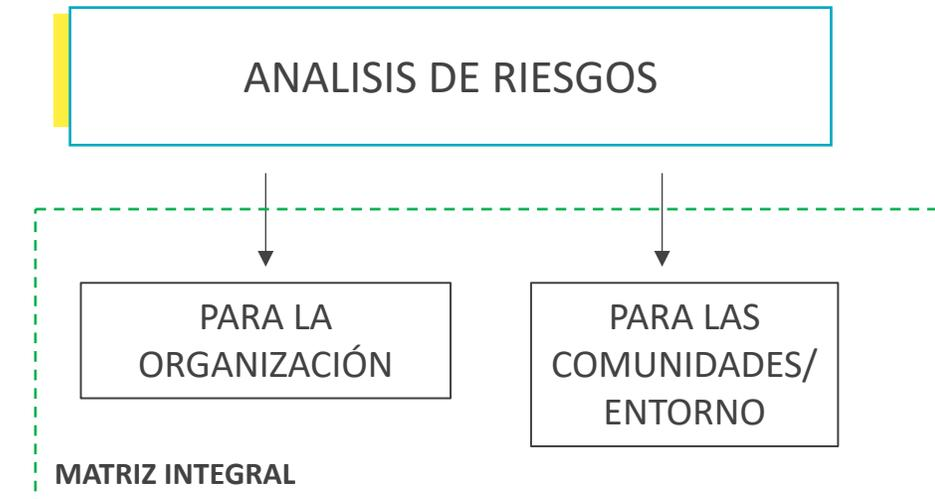 ANALISIS DE RIESGOS
PARA LA
ORGANIZACIÓN
PARA LAS
COMUNIDADES/
ENTORNO
MATRIZ INTEGRAL